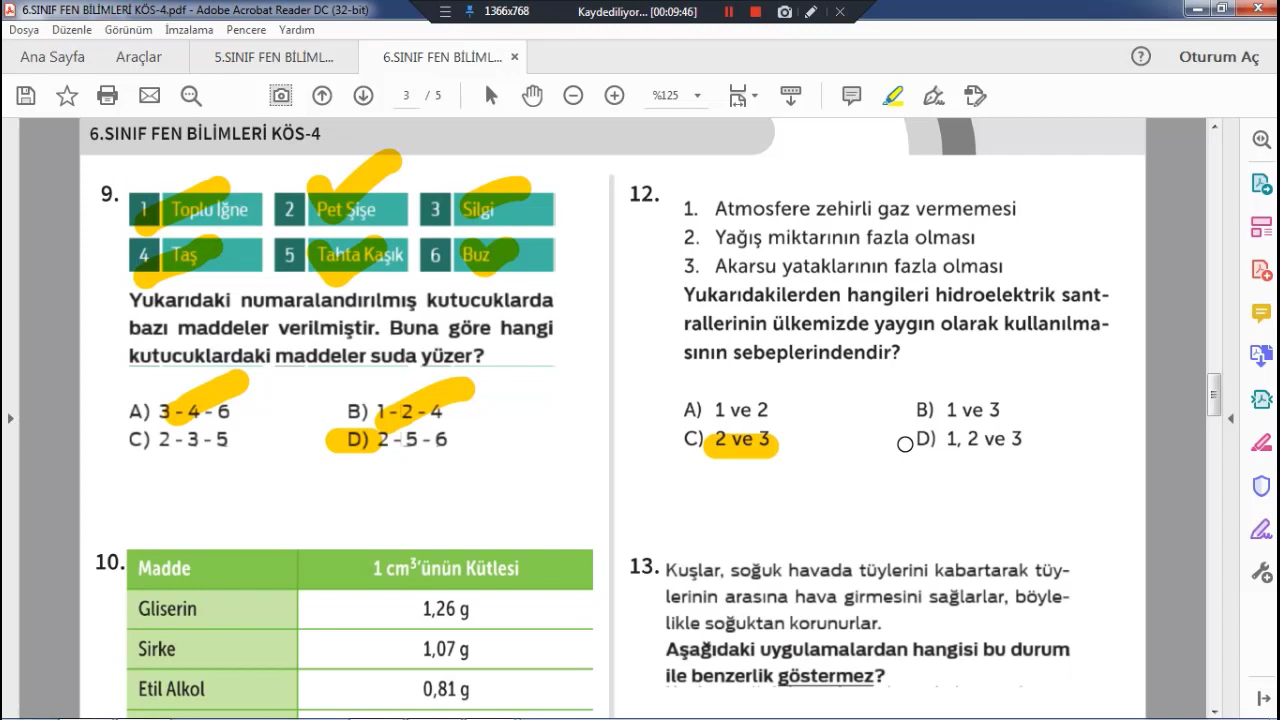 6.SINIF FEN BİLİMLERİ KÖS-4.pdf - Adobe Acrobat Reader DC (32-bit)
1366x768
Kaydediliyor... (00:09:46)
Dosya Düzenle Görünüm İmzalama Pencere Yardım
Ana Sayfa Araçlar 5.SINIF FEN BİLİML... 6.SINIF FEN BİLİML... × Oturum Aç
3 / 5 %125
6.SINIF FEN BİLİMLERİ KÖS-4
9.
1 Toplu İğne 2 Pet Şişe 3 Silgi
4 Taş 5 Tahta Kaşık 6 Buz
Yukarıdaki numaralandırılmış kutucuklarda
bazı maddeler verilmiştir. Buna göre hangi
kutucuklardaki maddeler suda yüzer?
A) 3 - 4 - 6 B) 1 - 2 - 4
C) 2 - 3 - 5 D) 2 - 5 - 6
10.
Madde 1 cm³'ünün Kütlesi
Gliserin 1,26 g
Sirke 1,07 g
Etil Alkol 0,81 g
12.
1. Atmosfere zehirli gaz vermemesi
2. Yağış miktarının fazla olması
3. Akarsu yataklarının fazla olması
Yukarıdakilerden hangileri hidroelektrik sant-
rallerinin ülkemizde yaygın olarak kullanılma-
sının sebeplerindendir?
A) 1 ve 2 B) 1 ve 3
C) 2 ve 3 D) 1, 2 ve 3
13. Kuşlar, soğuk havada tüylerini kabartarak tüy-
lerinin arasına hava girmesini sağlarlar, böyle-
likle soğuktan korunurlar.
Aşağıdaki uygulamalardan hangisi bu durum
ile benzerlik göstermez?